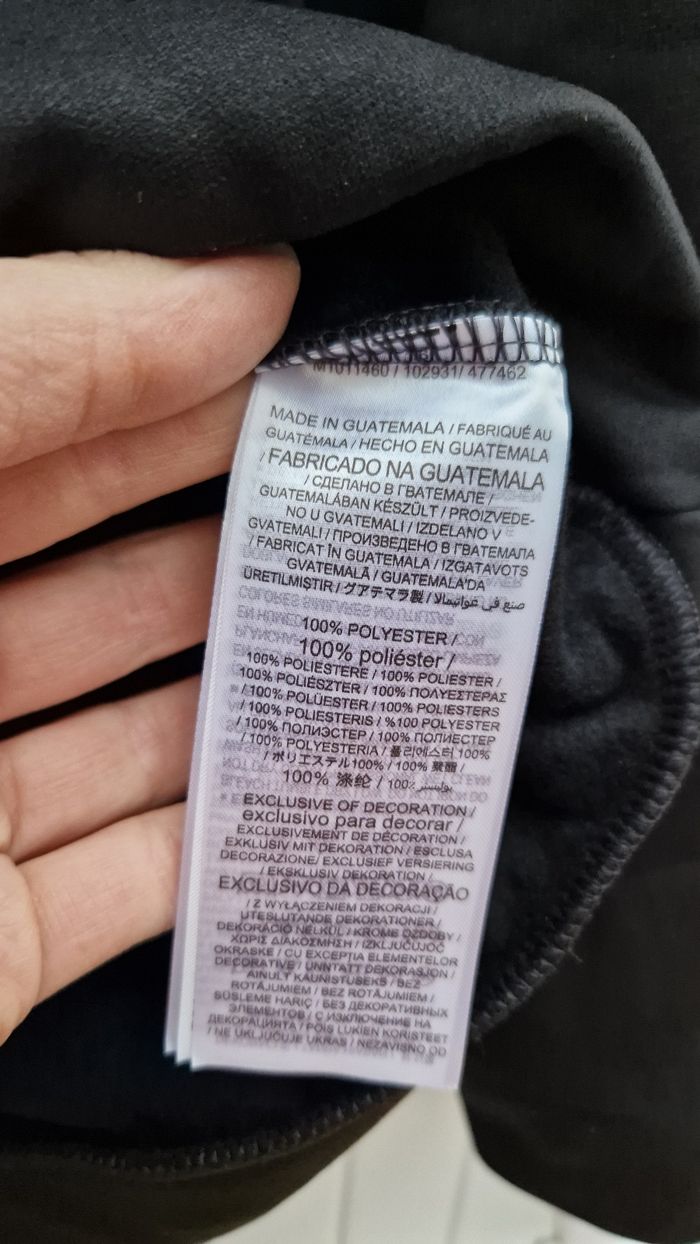 M1011460 / 102931/ 477462
MADE IN GUATEMALA / FABRIQUÉ AU
GUATÉMALA / HECHO EN GUATEMALA
/ FABRICADO NA GUATEMALA
/ СДЕЛАНО В ГВАТЕМАЛЕ /
GUATEMALÁBAN KÉSZÜLT / PROIZVEDE-
NO U GVATEMALI / IZDELANO V
GVATEMALI / ПРОИЗВЕДЕНО В ГВАТЕМАЛА
/ FABRICAT ÎN GUATEMALA / IZGATAVOTS
GVATEMALĀ / GUATEMALA'DA
ÜRETILMISTIR / グアテマラ製 / صنع في غواتيمالا
100% POLYESTER /
100% poliéster /
100% POLIESTERE / 100% POLIESTER /
100% POLIÉSZTER / 100% ΠΟΛΥΕΣΤΕΡΑΣ
/ 100% POLÜESTER / 100% POLIESTERS
/ 100% POLIESTERIS / %100 POLYESTER
/ 100% ПОЛИЭСТЕР / 100% ПОЛИЕСТЕР
/ 100% POLYESTERIA / 폴리에스터 100%
/ ポリエステル100% / 100% 聚酯 /
100% 涤纶 / 100% بوليستر
EXCLUSIVE OF DECORATION /
exclusivo para decorar /
EXCLUSIVEMENT DE DÉCORATION /
EXKLUSIV MIT DEKORATION / ESCLUSA
DECORAZIONE/ EXCLUSIEF VERSIERING
/ EKSKLUSIV DEKORATION /
EXCLUSIVO DA DECORAÇÃO
/ Z WYŁĄCZENIEM DEKORACJI /
UTESLUTANDE DEKORATIONER /
DEKORÁCIÓ NÉLKÜL / KROME OZDOBY /
ΧΩΡΙΣ ΔΙΑΚΟΣΜΗΣΗ / IZKLJUČUJOČ
OKRASKE / CU EXCEPȚIA ELEMENTELOR
DECORATIVE / UNNTATT DEKORASJON /
AINULT KAUNISTUSEKS / BEZ
ROTĀJUMIEM / BEZ ROTĀJUMIEM /
SÜSLEME HARIÇ / БЕЗ ДЕКОРАТИВНЫХ
ЭЛЕМЕНТОВ / С ИЗКЛЮЧЕНИЕ НА
ДЕКОРАЦИЯТА / POIS LUKIEN KORISTEET
/ NE UKLJUČUJE UKRAS / NEZAVISNO OD